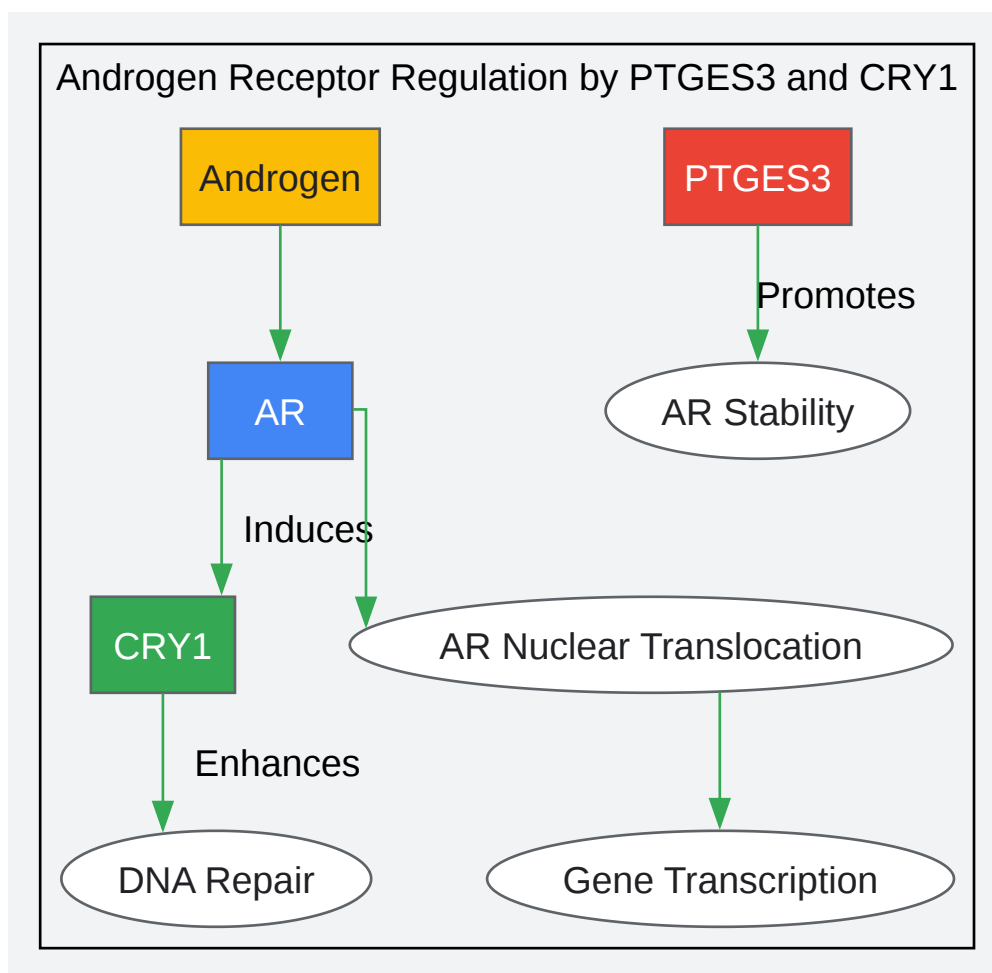 Androgen Receptor Regulation by PTGES3 and CRY1
Androgen
PTGES3
Promotes
AR
AR Stability
Induces
CRY1
AR Nuclear Translocation
Enhances
DNA Repair
Gene Transcription